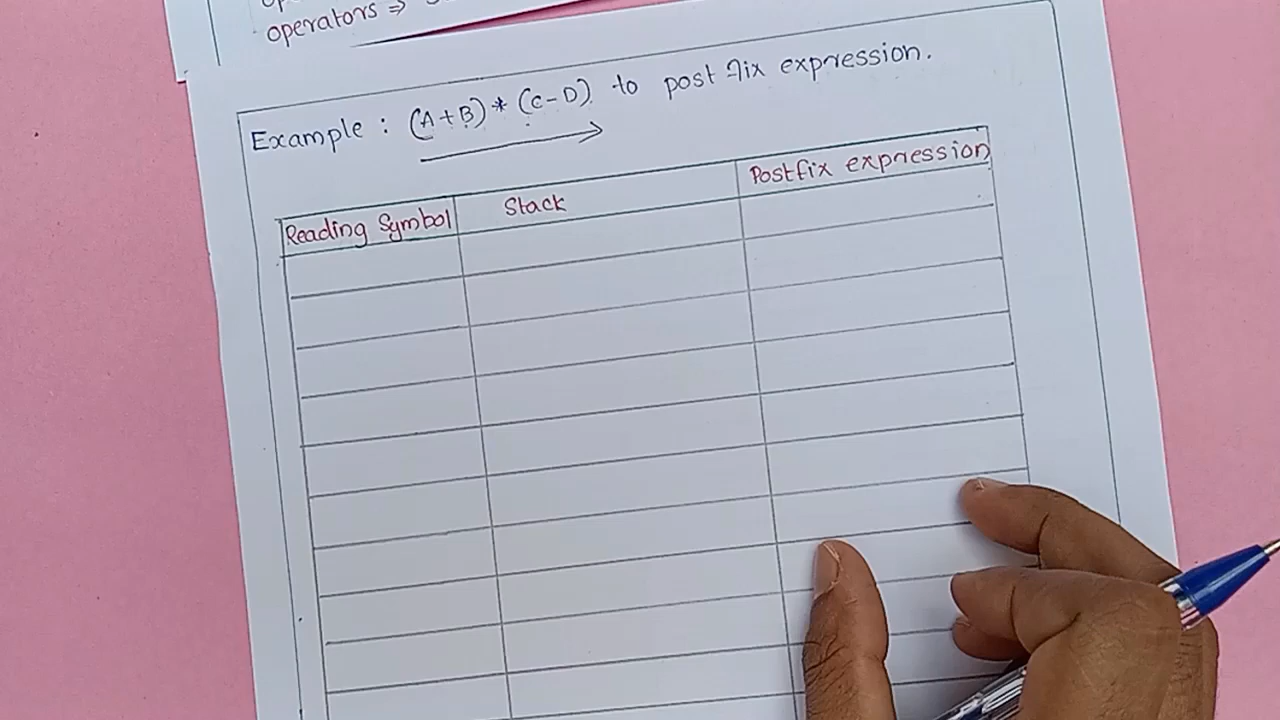 operators ⇒
Example : (A+B)*(C-D) to postfix expression.
Reading Symbol Stack Postfix expression